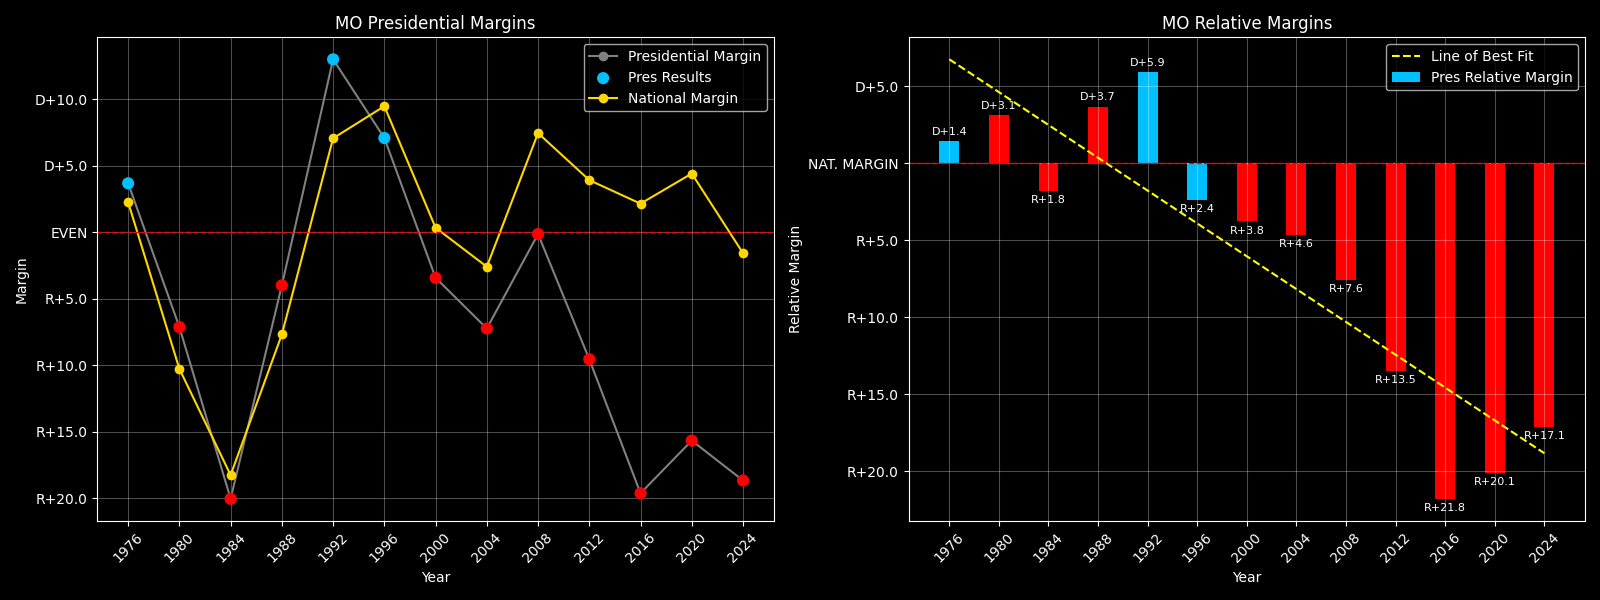 MO Presidential Margins
Presidential Margin
Pres Results
National Margin
D+10.0
D+5.0
EVEN
R+5.0
R+10.0
R+15.0
R+20.0
Margin
1976
1980
1984
1988
1992
1996
2000
2004
2008
2012
2016
2020
2024
Year
MO Relative Margins
Line of Best Fit
Pres Relative Margin
D+5.0
NAT. MARGIN
R+5.0
R+10.0
R+15.0
R+20.0
Relative Margin
D+1.4
D+3.1
R+1.8
D+3.7
D+5.9
R+2.4
R+3.8
R+4.6
R+7.6
R+13.5
R+21.8
R+20.1
R+17.1
1976
1980
1984
1988
1992
1996
2000
2004
2008
2012
2016
2020
2024
Year